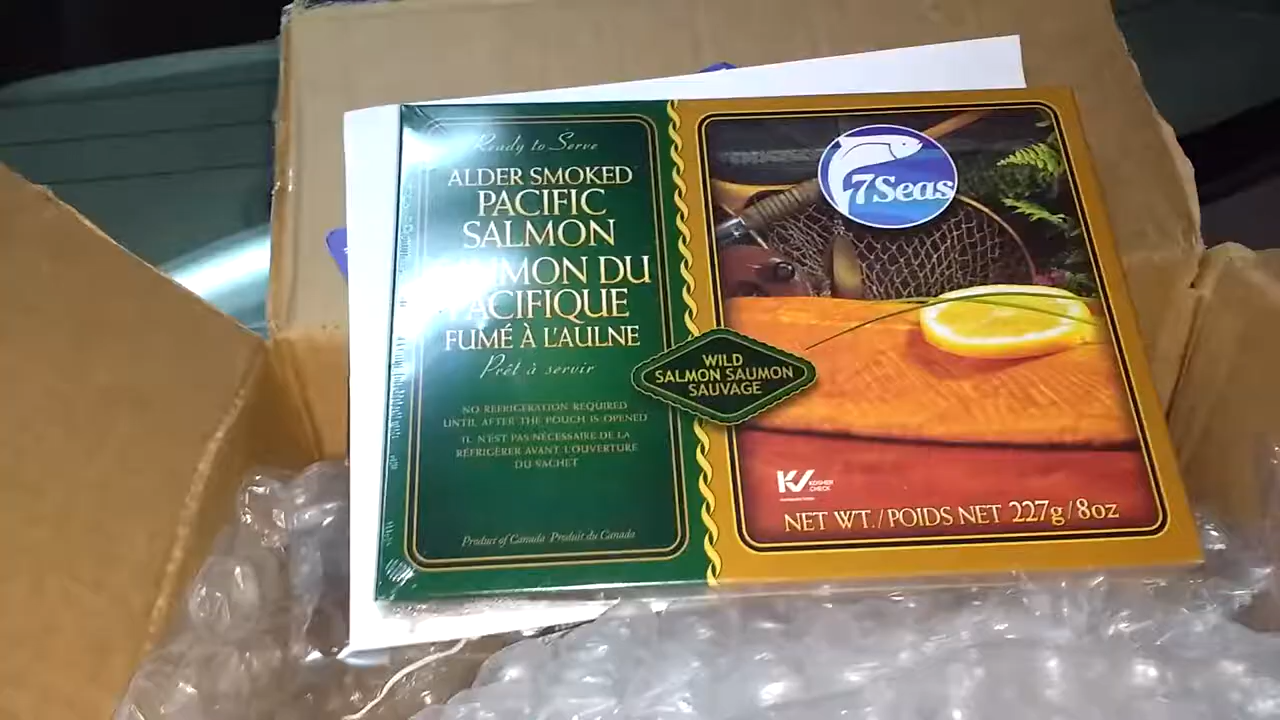 Ready to Serve
ALDER SMOKED
PACIFIC
SALMON
DU
PACIFIQUE
FUMÉ À L'AULNE
Prêt à servir
NO REFRIGERATION REQUIRED
UNTIL AFTER THE POUCH IS OPENED
IL N'EST PAS NÉCESSAIRE DE LA
RÉFRIGÉRER AVANT L'OUVERTURE
DU SACHET
Product of Canada Produit du Canada
7 Seas
WILD
SALMON SAUMON
SAUVAGE
KOSHER
CHECK
NET WT./POIDS NET 227g/8oz